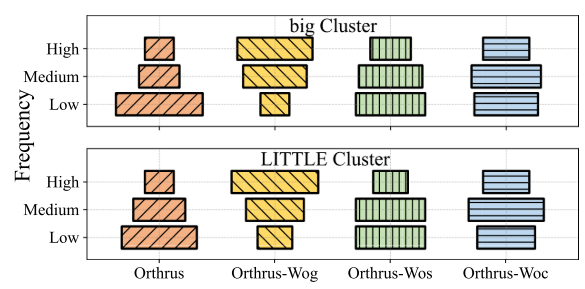 big Cluster
High
Medium
Low
Frequency
LITTLE Cluster
High
Medium
Low
Orthrus Orthrus-Wog Orthrus-Wos Orthrus-Woc